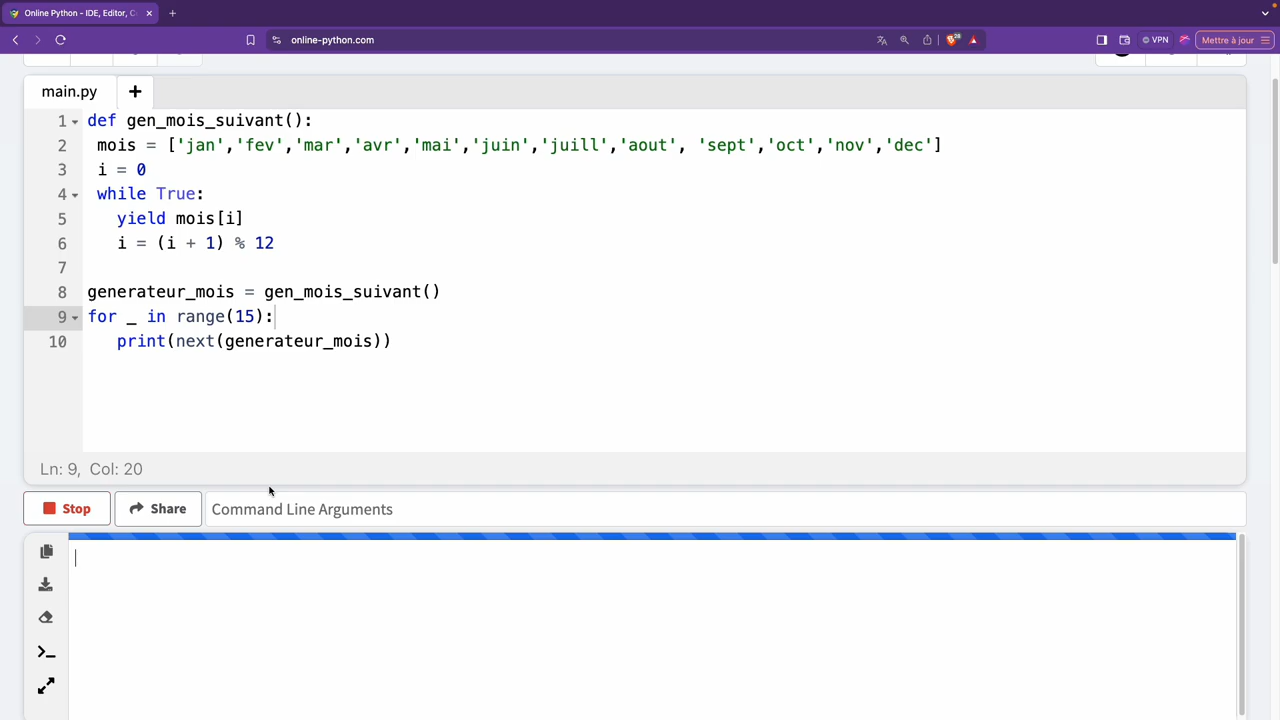 Online Python - IDE, Editor, C
online-python.com
VPN
Mettre à jour
main.py
1 def gen_mois_suivant():
2 mois = ['jan','fev','mar','avr','mai','juin','juill','aout', 'sept','oct','nov','dec']
3 i = 0
4 while True:
5 yield mois[i]
6 i = (i + 1) % 12
7
8 generateur_mois = gen_mois_suivant()
9 for _ in range(15):
10 print(next(generateur_mois))
Ln: 9, Col: 20
Stop Share Command Line Arguments